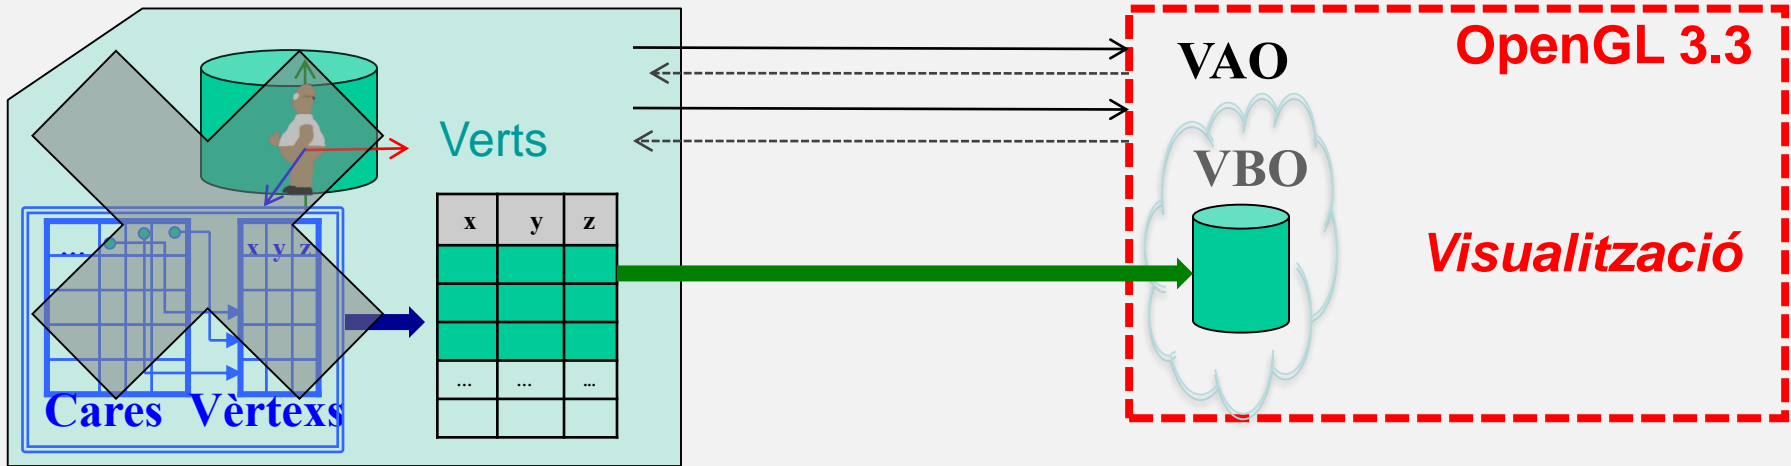 OpenGL 3.3
VAO
Verts
VBO
x y z
... x y z
Visualització
... ... ...
Cares Vèrtexs